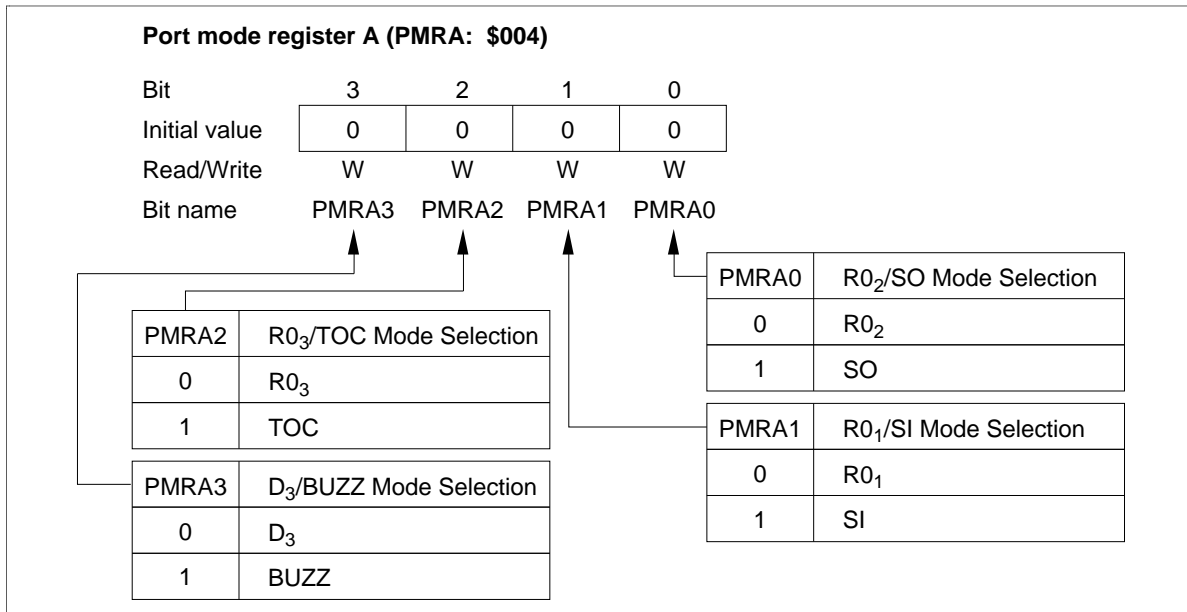 Port mode register A (PMRA: $004)
Bit 3 2 1 0
Initial value 0 0 0 0
Read/Write W W W W
Bit name PMRA3 PMRA2 PMRA1 PMRA0
PMRA0 R0₂/SO Mode Selection
0 R0₂
1 SO
PMRA2 R0₃/TOC Mode Selection
0 R0₃
1 TOC
PMRA1 R0₁/SI Mode Selection
0 R0₁
1 SI
PMRA3 D₃/BUZZ Mode Selection
0 D₃
1 BUZZ